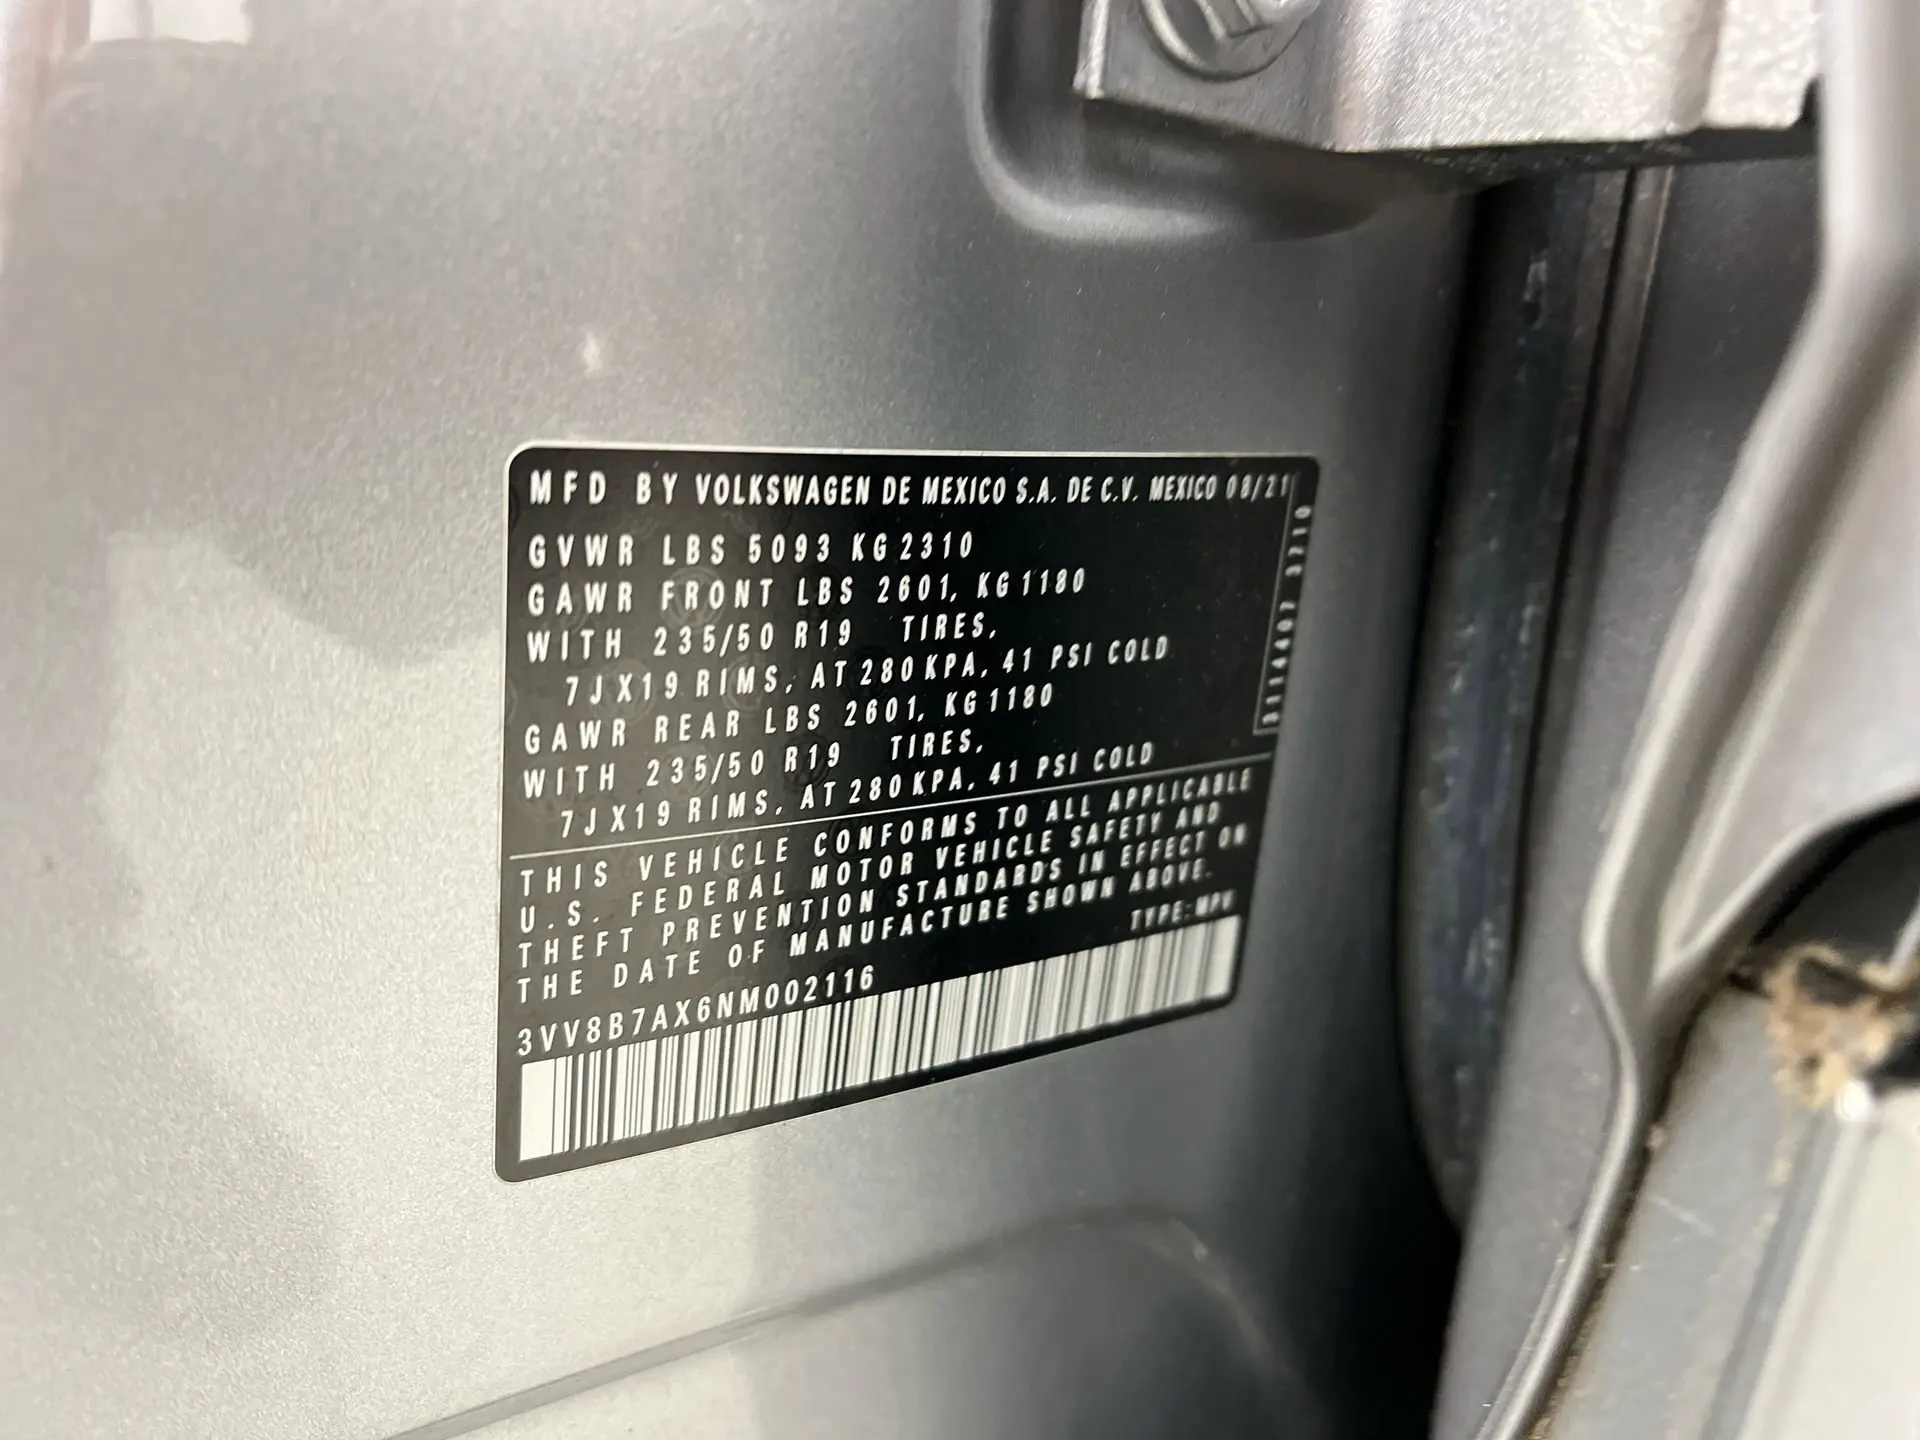 MFD BY VOLKSWAGEN DE MEXICO S.A. DE C.V. MEXICO 08/21
GVWR LBS 5093 KG 2310
GAWR FRONT LBS 2601, KG 1180
WITH 235/50 R19 TIRES,
7J X19 RIMS, AT 280 KPA, 41 PSI COLD
GAWR REAR LBS 2601, KG 1180
WITH 235/50 R19 TIRES,
7J X19 RIMS, AT 280 KPA, 41 PSI COLD
THIS VEHICLE CONFORMS TO ALL APPLICABLE
U.S. FEDERAL MOTOR VEHICLE SAFETY AND
THEFT PREVENTION STANDARDS IN EFFECT ON
THE DATE OF MANUFACTURE SHOWN ABOVE.
TYPE: MPV
3VV8B7AX6NM002116